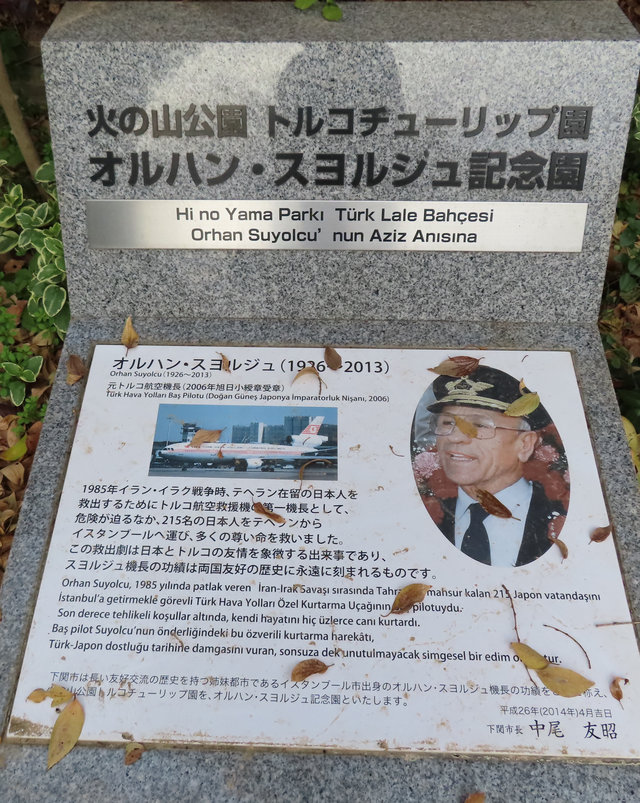 火の山公園 トルコチューリップ園
オルハン・スヨルジュ記念園
Hi no Yama Parkı Türk Lale Bahçesi
Orhan Suyolcu' nun Aziz Anısına
オルハン・スヨルジュ(1926〜2013)
Orhan Suyolcu(1926〜2013)
元トルコ航空機長(2006年旭日小綬章受章)
Türk Hava Yolları Baş Pilotu (Doğan Güneş Japonya İmparatorluk Nişanı, 2006)
1985年イラン・イラク戦争時、テヘラン在留の日本人を
救出するためにトルコ航空救援機の第一機長として、
危険が迫るなか、215名の日本人をテヘランから
イスタンブールへ運び、多くの尊い命を救いました。
この救出劇は日本とトルコの友情を象徴する出来事であり、
スヨルジュ機長の功績は両国友好の歴史に永遠に刻まれるものです。
Orhan Suyolcu, 1985 yılında patlak veren İran-Irak Savaşı sırasında mahsur kalan 215 Japon vatandaşını
İstanbul'a getirmekle görevli Türk Hava Yolları Özel Kurtarma Uçağının pilotuydu.
Son derece tehlikeli koşullar altında, kendi hayatını hiç üzlerce canı kurtardı.
Baş pilot Suyolcu'nun önderliğindeki bu özverili kurtarma harekâtı,
Türk-Japon dostluğu tarihine damgasını vuran, sonsuza dek unutulmayacak simgesel bir edim oluyor.
下関市は長い友好交流の歴史を持つ姉妹都市であるイスタンブール市出身のオルハン・スヨルジュ機長の功績を え、
山公園トルコチューリップ園を、オルハン・スヨルジュ記念園といたします。
平成26年(2014年)4月吉日
下関市長 中尾 友昭